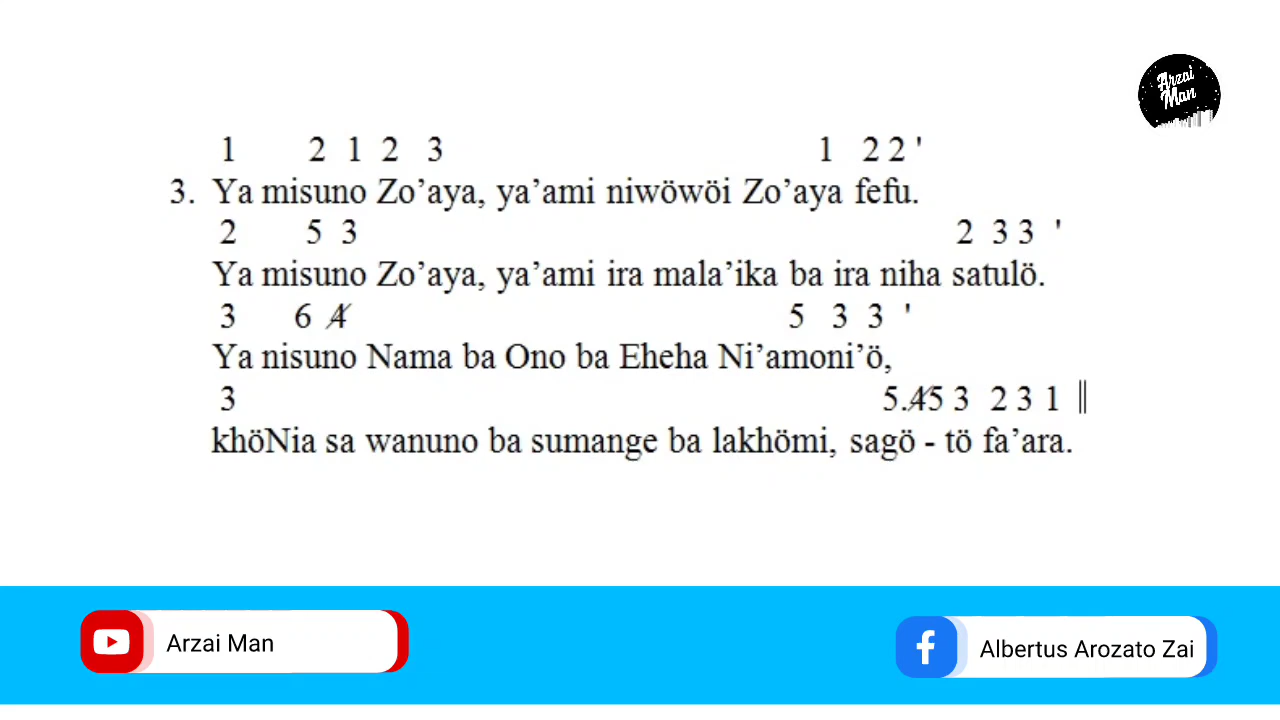 Arzai
Man
1 2 1 2 3 1 2 2 '
3. Ya misuno Zo’aya, ya’ami niwöwöi Zo’aya fefu.
2 5 3 2 3 3 '
Ya misuno Zo’aya, ya’ami ira mala’ika ba ira niha satulö.
3 6 4̸ 5 3 3 '
Ya nisuno Nama ba Ono ba Eheha Ni’amoni’ö,
3 5.4̸5 3 2 3 1 ‖
khöNia sa wanuno ba sumange ba lakhömi, sagö - tö fa’ara.
Arzai Man
Albertus Arozato Zai